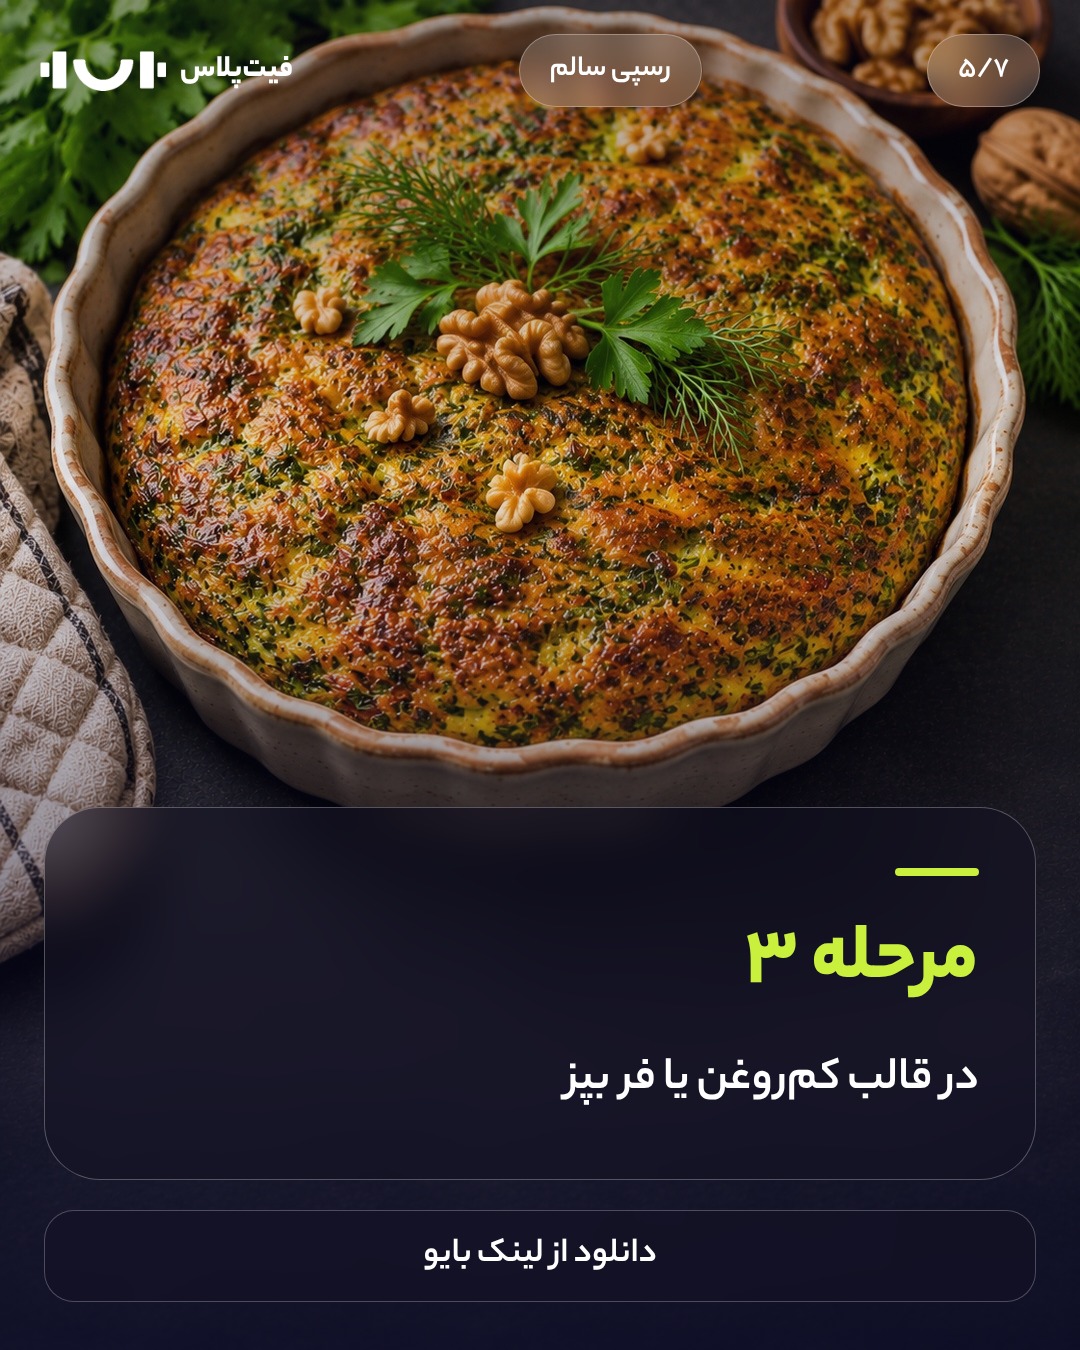 فیت‌پلاس
رسپی سالم
۵/۷
مرحله ۳
در قالب کم‌روغن یا فر بپز
دانلود از لینک بایو